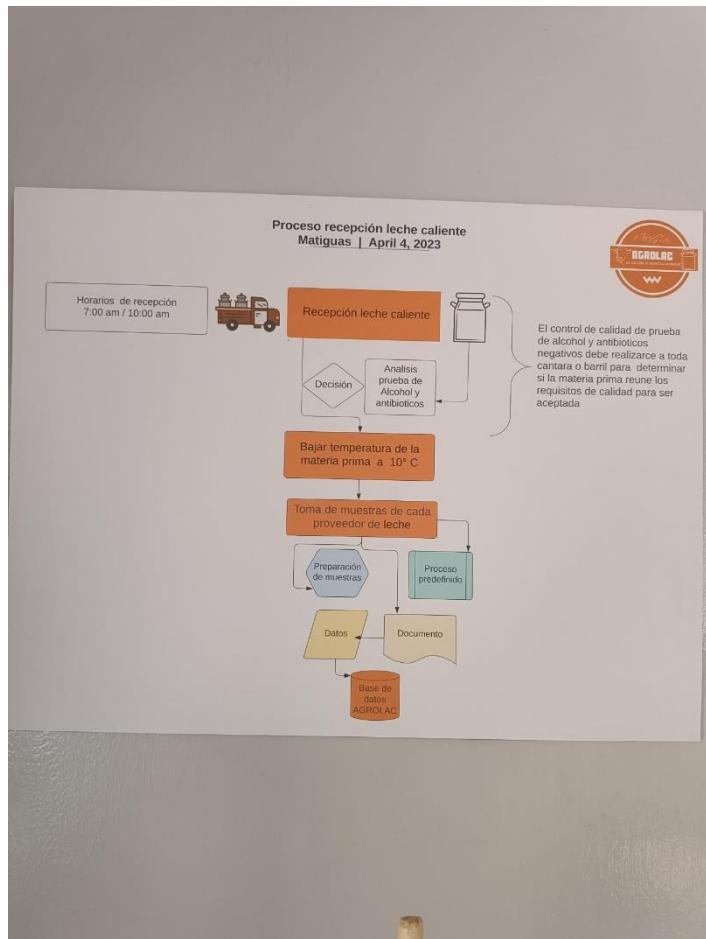 Proceso recepción leche caliente
Matiguas | April 4, 2023
AGROLAC
Horarios de recepción
7:00 am / 10:00 am
Recepción leche caliente
El control de calidad de prueba
de alcohol y antibioticos
negativos debe realizarce a toda
cantara o barril para determinar
si la materia prima reune los
requisitos de calidad para ser
aceptada
Decisión
Analisis
prueba de
Alcohol y
antibioticos
Bajar temperatura de la
materia prima a 10° C
Toma de muestras de cada
proveedor de leche
Preparación
de muestras
Proceso
predefinido
Datos
Documento
Base de
datos
AGROLAC